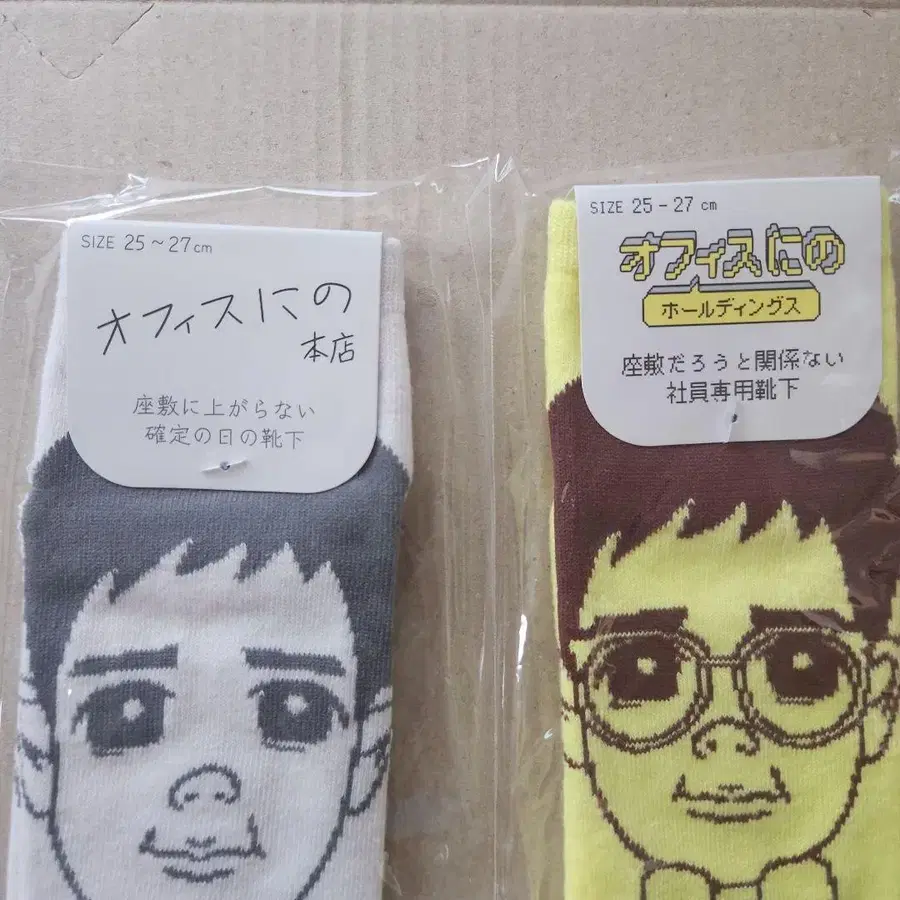 SIZE 25～27cm
オフィスにの
本店
座敷に上がらない
確定の日の靴下
SIZE 25-27cm
オフィスにの
ホールディングス
座敷だろうと関係ない
社員専用靴下